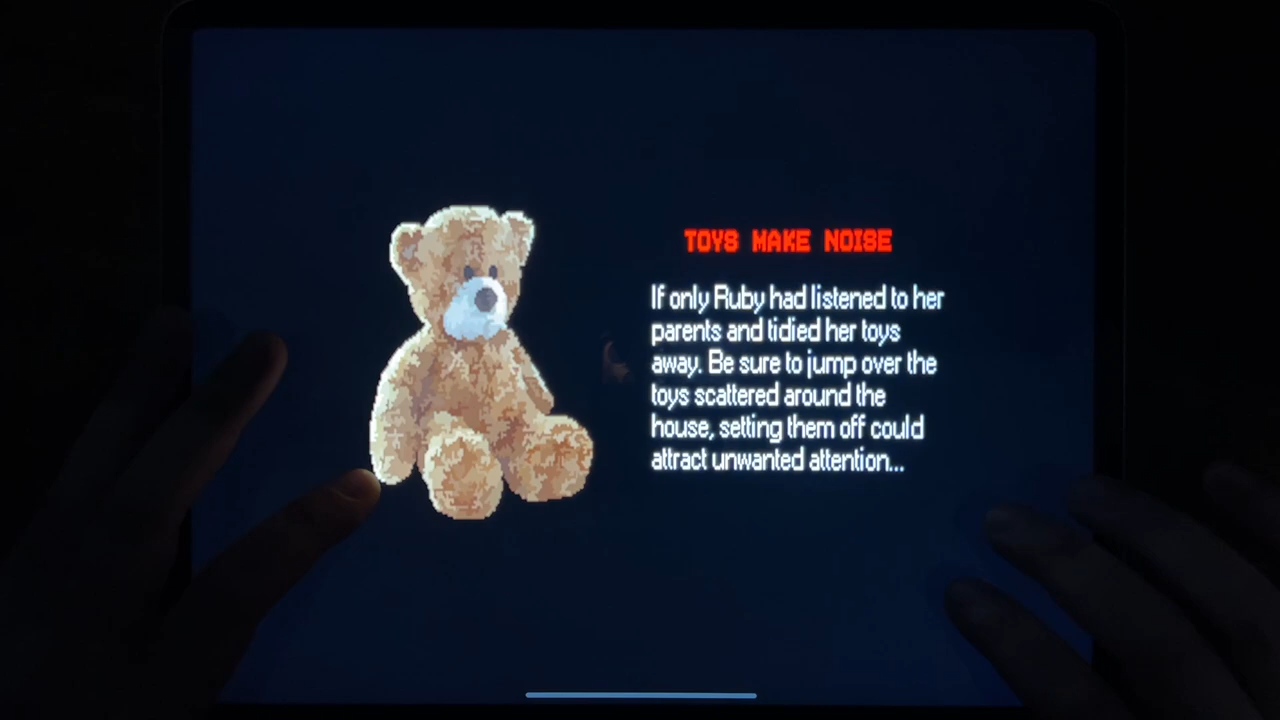 TOYS MAKE NOISE
If only Ruby had listened to her
parents and tidied her toys
away. Be sure to jump over the
toys scattered around the
house, setting them off could
attract unwanted attention...